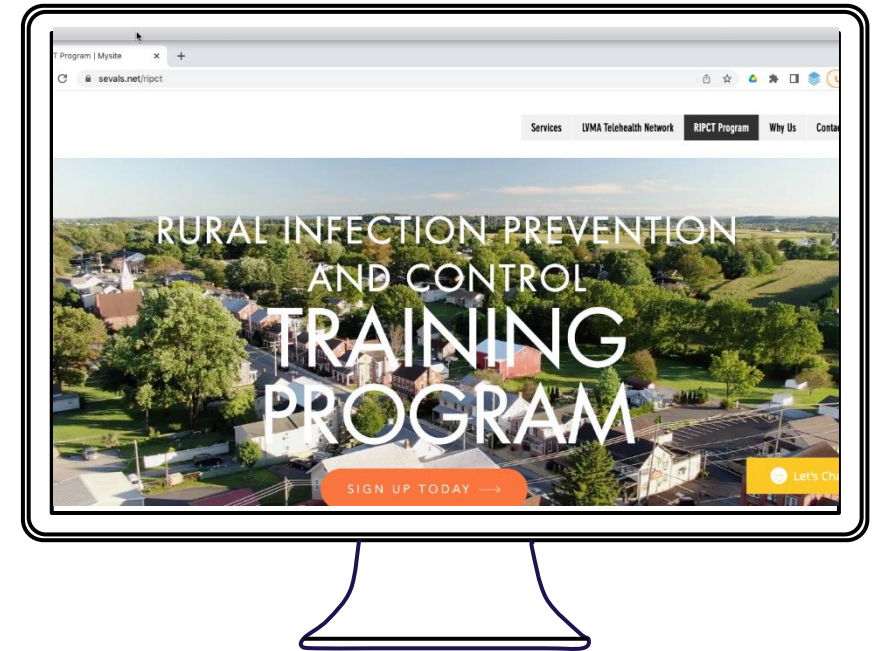 T Program | Mysite
sevals.net/ripct
Services LVMA Telehealth Network RIPCT Program Why Us
RURAL INFECTION PREVENTION
AND CONTROL
TRAINING
PROGRAM
SIGN UP TODAY
Let's